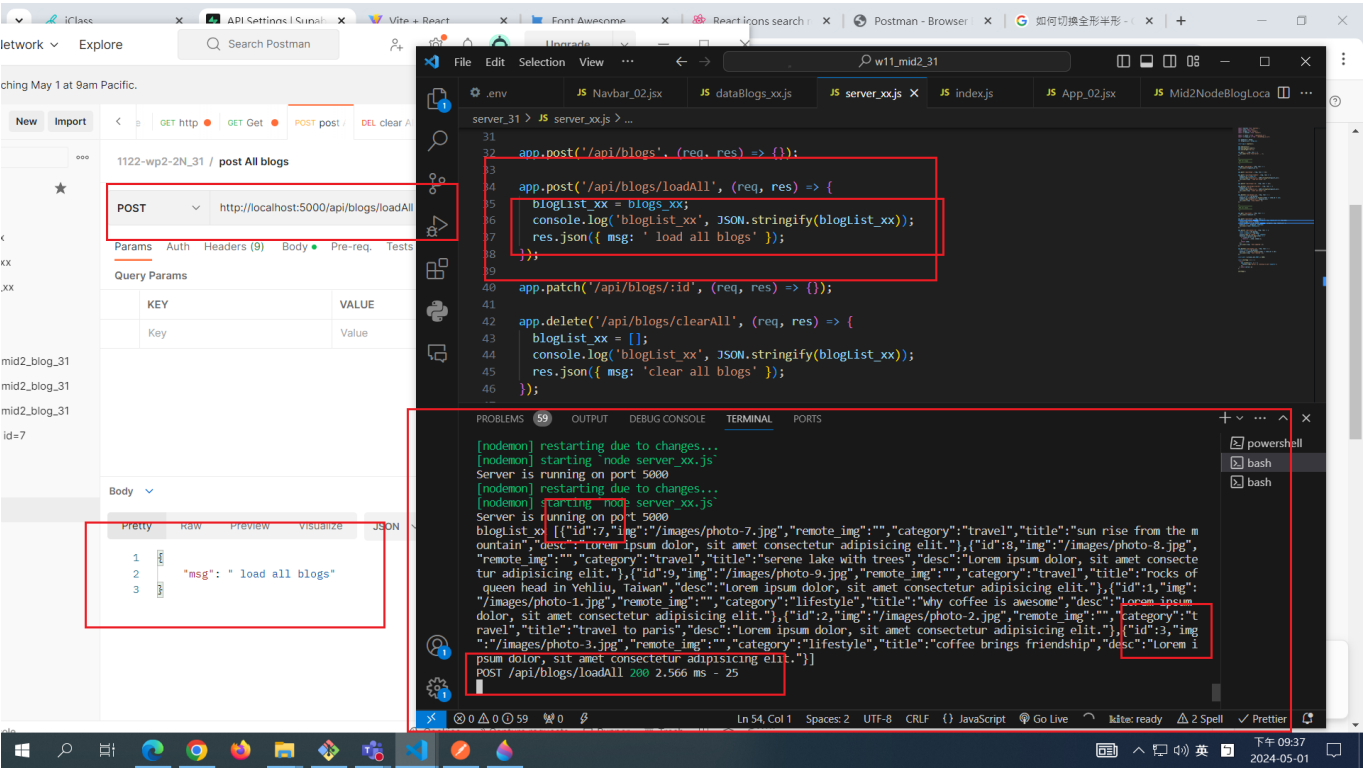 iClass
API Settings | Supab
Vite + React
Font Awesome
React icons search
Postman - Browser
如何切換全形半形 -
Network
Explore
Search Postman
Upgrade
ching May 1 at 9am Pacific.
New
Import
GET http
GET Get
POST post
DEL clear A
1122-wp2-2N_31 / post All blogs
POST
http://localhost:5000/api/blogs/loadAll
Params
Auth
Headers (9)
Body
Pre-req.
Tests
Query Params
KEY
VALUE
Key
Value
xx
_xx
mid2_blog_31
mid2_blog_31
mid2_blog_31
id=7
Body
Pretty
Raw
Preview
Visualize
JSON
1 {
2 "msg": " load all blogs"
3 }
File Edit Selection View ···
w11_mid2_31
.env
JS Navbar_02.jsx
JS dataBlogs_xx.js
JS server_xx.js
JS index.js
JS App_02.jsx
JS Mid2NodeBlogLoca
server_31 > JS server_xx.js > ...
31
32 app.post('/api/blogs', (req, res) => {});
33
34 app.post('/api/blogs/loadAll', (req, res) => {
35 blogList_xx = blogs_xx;
36 console.log('blogList_xx', JSON.stringify(blogList_xx));
37 res.json({ msg: ' load all blogs' });
38 });
39
40 app.patch('/api/blogs/:id', (req, res) => {});
41
42 app.delete('/api/blogs/clearAll', (req, res) => {
43 blogList_xx = [];
44 console.log('blogList_xx', JSON.stringify(blogList_xx));
45 res.json({ msg: 'clear all blogs' });
46 });
PROBLEMS 59 OUTPUT DEBUG CONSOLE TERMINAL PORTS
powershell
bash
bash
[nodemon] restarting due to changes...
[nodemon] starting `node server_xx.js`
Server is running on port 5000
[nodemon] restarting due to changes...
[nodemon] starting `node server_xx.js`
Server is running on port 5000
blogList_xx [{"id":7,"img":"/images/photo-7.jpg","remote_img":"","category":"travel","title":"sun rise from the m
ountain","desc":"Lorem ipsum dolor, sit amet consectetur adipisicing elit."},{"id":8,"img":"/images/photo-8.jpg",
"remote_img":"","category":"travel","title":"serene lake with trees","desc":"Lorem ipsum dolor, sit amet consecte
tur adipisicing elit."},{"id":9,"img":"/images/photo-9.jpg","remote_img":"","category":"travel","title":"rocks of
queen head in Yehliu, Taiwan","desc":"Lorem ipsum dolor, sit amet consectetur adipisicing elit."},{"id":1,"img":
"/images/photo-1.jpg","remote_img":"","category":"lifestyle","title":"why coffee is awesome","desc":"Lorem ipsum
dolor, sit amet consectetur adipisicing elit."},{"id":2,"img":"/images/photo-2.jpg","remote_img":"","category":"t
ravel","title":"travel to paris","desc":"Lorem ipsum dolor, sit amet consectetur adipisicing elit."},{"id":3,"img
":"/images/photo-3.jpg","remote_img":"","category":"lifestyle","title":"coffee brings friendship","desc":"Lorem i
psum dolor, sit amet consectetur adipisicing elit."}]
POST /api/blogs/loadAll 200 2.566 ms - 25
0 0 59 0
Ln 54, Col 1 Spaces: 2 UTF-8 CRLF {} JavaScript Go Live kite: ready 2 Spell Prettier
英
下午 09:37
2024-05-01